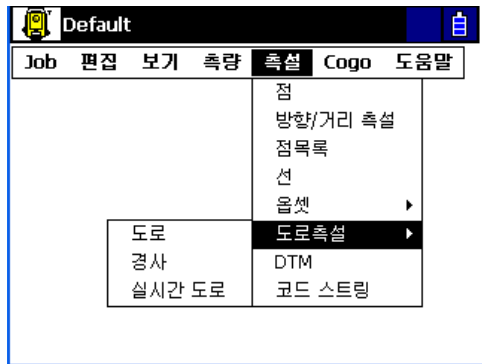 Default
Job 편집 보기 측량 측설 Cogo 도움말
점
방향/거리 측설
점목록
선
옵셋
도로측설
DTM
코드 스트링
도로
경사
실시간 도로